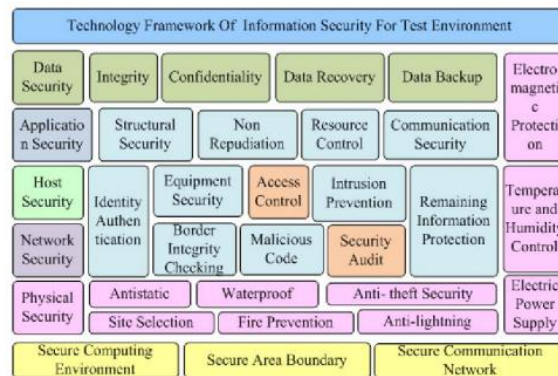 Technology Framework Of Information Security For Test Environment
Data
Security
Integrity
Confidentiality
Data Recovery
Data Backup
Electro
magneti
c
Protecti
on
Applicatio
n Security
Structural
Security
Non
Repudiation
Resource
Control
Communication
Security
Host
Security
Identity
Authen
tication
Equipment
Security
Access
Control
Intrusion
Prevention
Remaining
Information
Protection
Temperat
ure and
Humidity
Control
Network
Security
Border
Integrity
Checking
Malicious
Code
Security
Audit
Physical
Security
Antistatic
Waterproof
Anti- theft Security
Electric
Power
Supply
Site Selection
Fire Prevention
Anti-lightning
Secure Computing
Environment
Secure Area Boundary
Secure Communication
Network